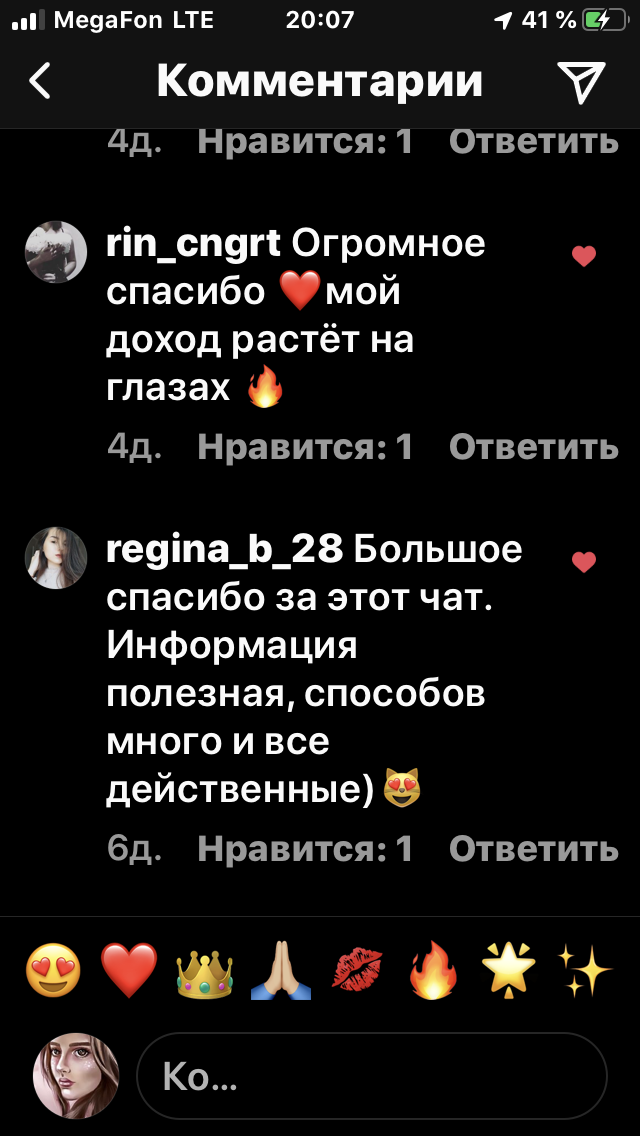 MegaFon LTE 20:07 41 %
Комментарии
4д. Нравится: 1 Ответить
rin_cngrt Огромное
спасибо ❤️мой
доход растёт на
глазах 🔥
4д. Нравится: 1 Ответить
regina_b_28 Большое
спасибо за этот чат.
Информация
полезная, способов
много и все
действенные)😻
6д. Нравится: 1 Ответить
Ко...